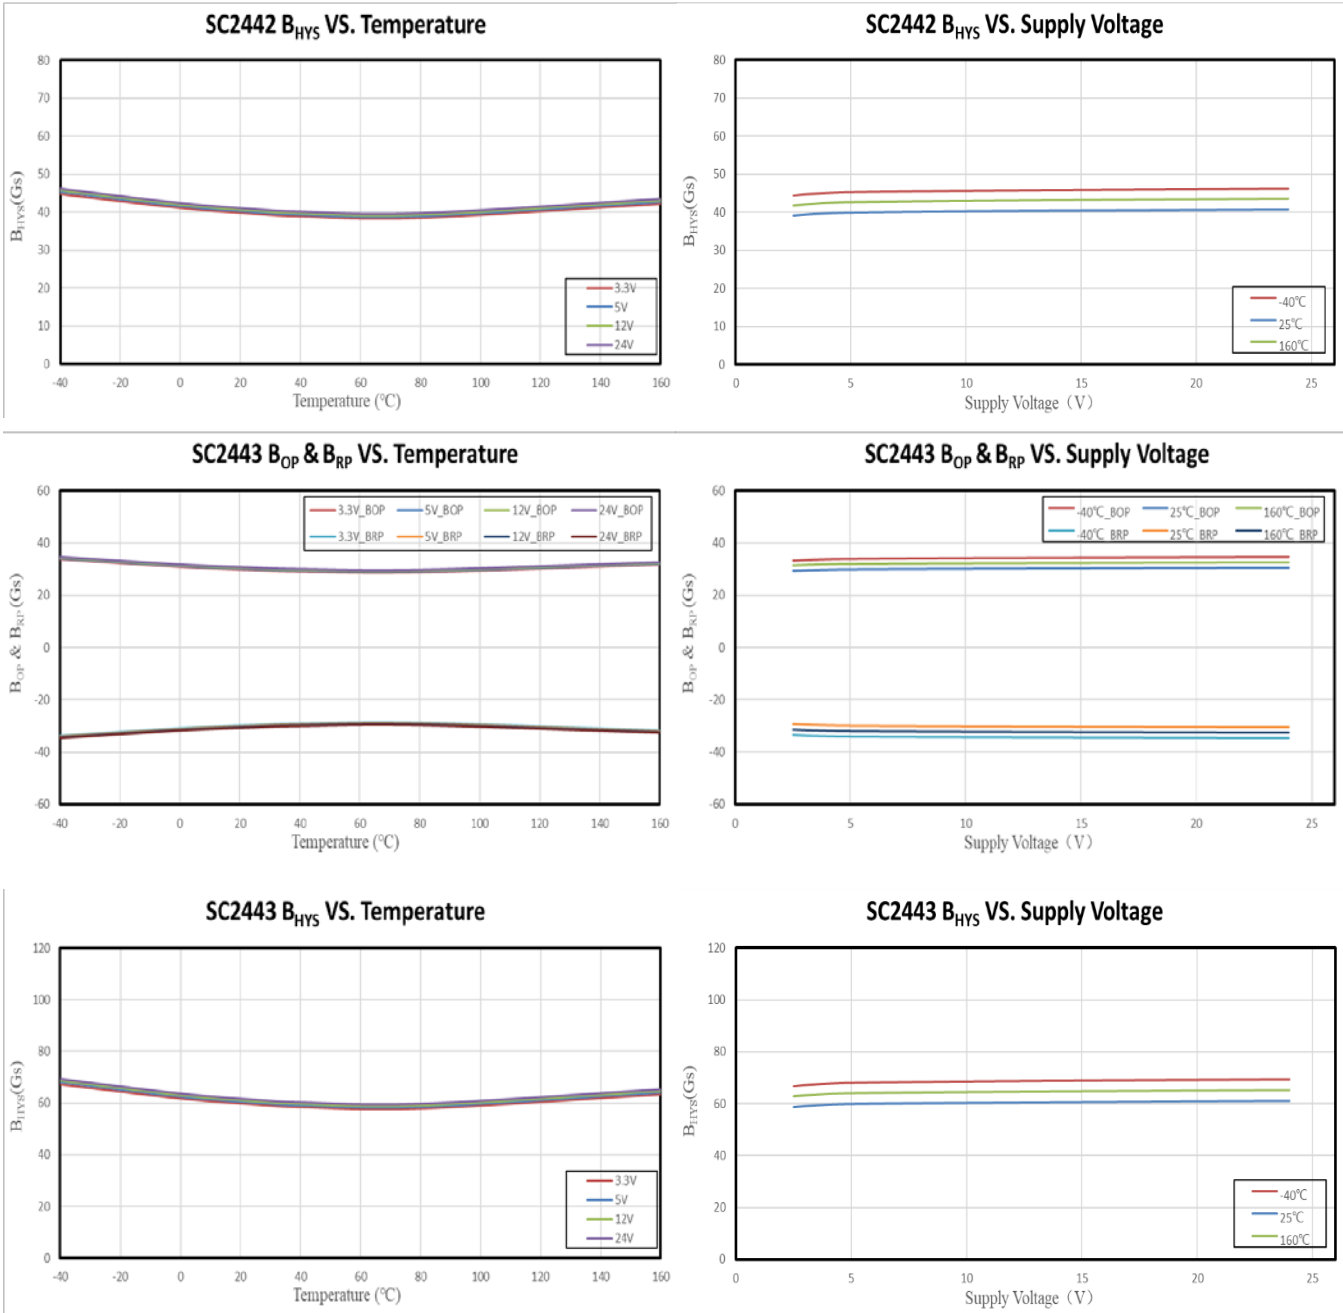 SC2442 BHYS VS. Temperature
80
70
60
50
40
30
20
10
0
BHYS(Gs)
3.3V
5V
12V
24V
-40 -20 0 20 40 60 80 100 120 140 160
Temperature (℃)
SC2442 BHYS VS. Supply Voltage
80
70
60
50
40
30
20
10
0
BHYS(Gs)
-40℃
25℃
160℃
0 5 10 15 20 25
Supply Voltage（V）
SC2443 BOP & BRP VS. Temperature
60
40
20
0
-20
-40
-60
BOP & BRP (Gs)
3.3V_BOP 5V_BOP 12V_BOP 24V_BOP
3.3V_BRP 5V_BRP 12V_BRP 24V_BRP
-40 -20 0 20 40 60 80 100 120 140 160
Temperature (℃)
SC2443 BOP & BRP VS. Supply Voltage
60
40
20
0
-20
-40
-60
BOP & BRP (Gs)
-40℃_BOP 25℃_BOP 160℃_BOP
-40℃_BRP 25℃_BRP 160℃_BRP
0 5 10 15 20 25
Supply Voltage（V）
SC2443 BHYS VS. Temperature
120
100
80
60
40
20
0
BHYS(Gs)
3.3V
5V
12V
24V
-40 -20 0 20 40 60 80 100 120 140 160
Temperature (℃)
SC2443 BHYS VS. Supply Voltage
120
100
80
60
40
20
0
BHYS(Gs)
-40℃
25℃
160℃
0 5 10 15 20 25
Supply Voltage（V）